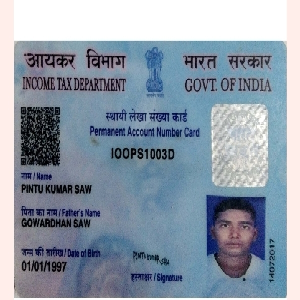 आयकर विभाग भारत सरकार
INCOME TAX DEPARTMENT GOVT. OF INDIA
स्थायी लेखा संख्या कार्ड
Permanent Account Number Card
IOOPS1003D
नाम / Name
PINTU KUMAR SAW
पिता का नाम / Father's Name
GOWARDHAN SAW
जन्म की तारीख / Date of Birth
01/01/1997
हस्ताक्षर / Signature
14072017